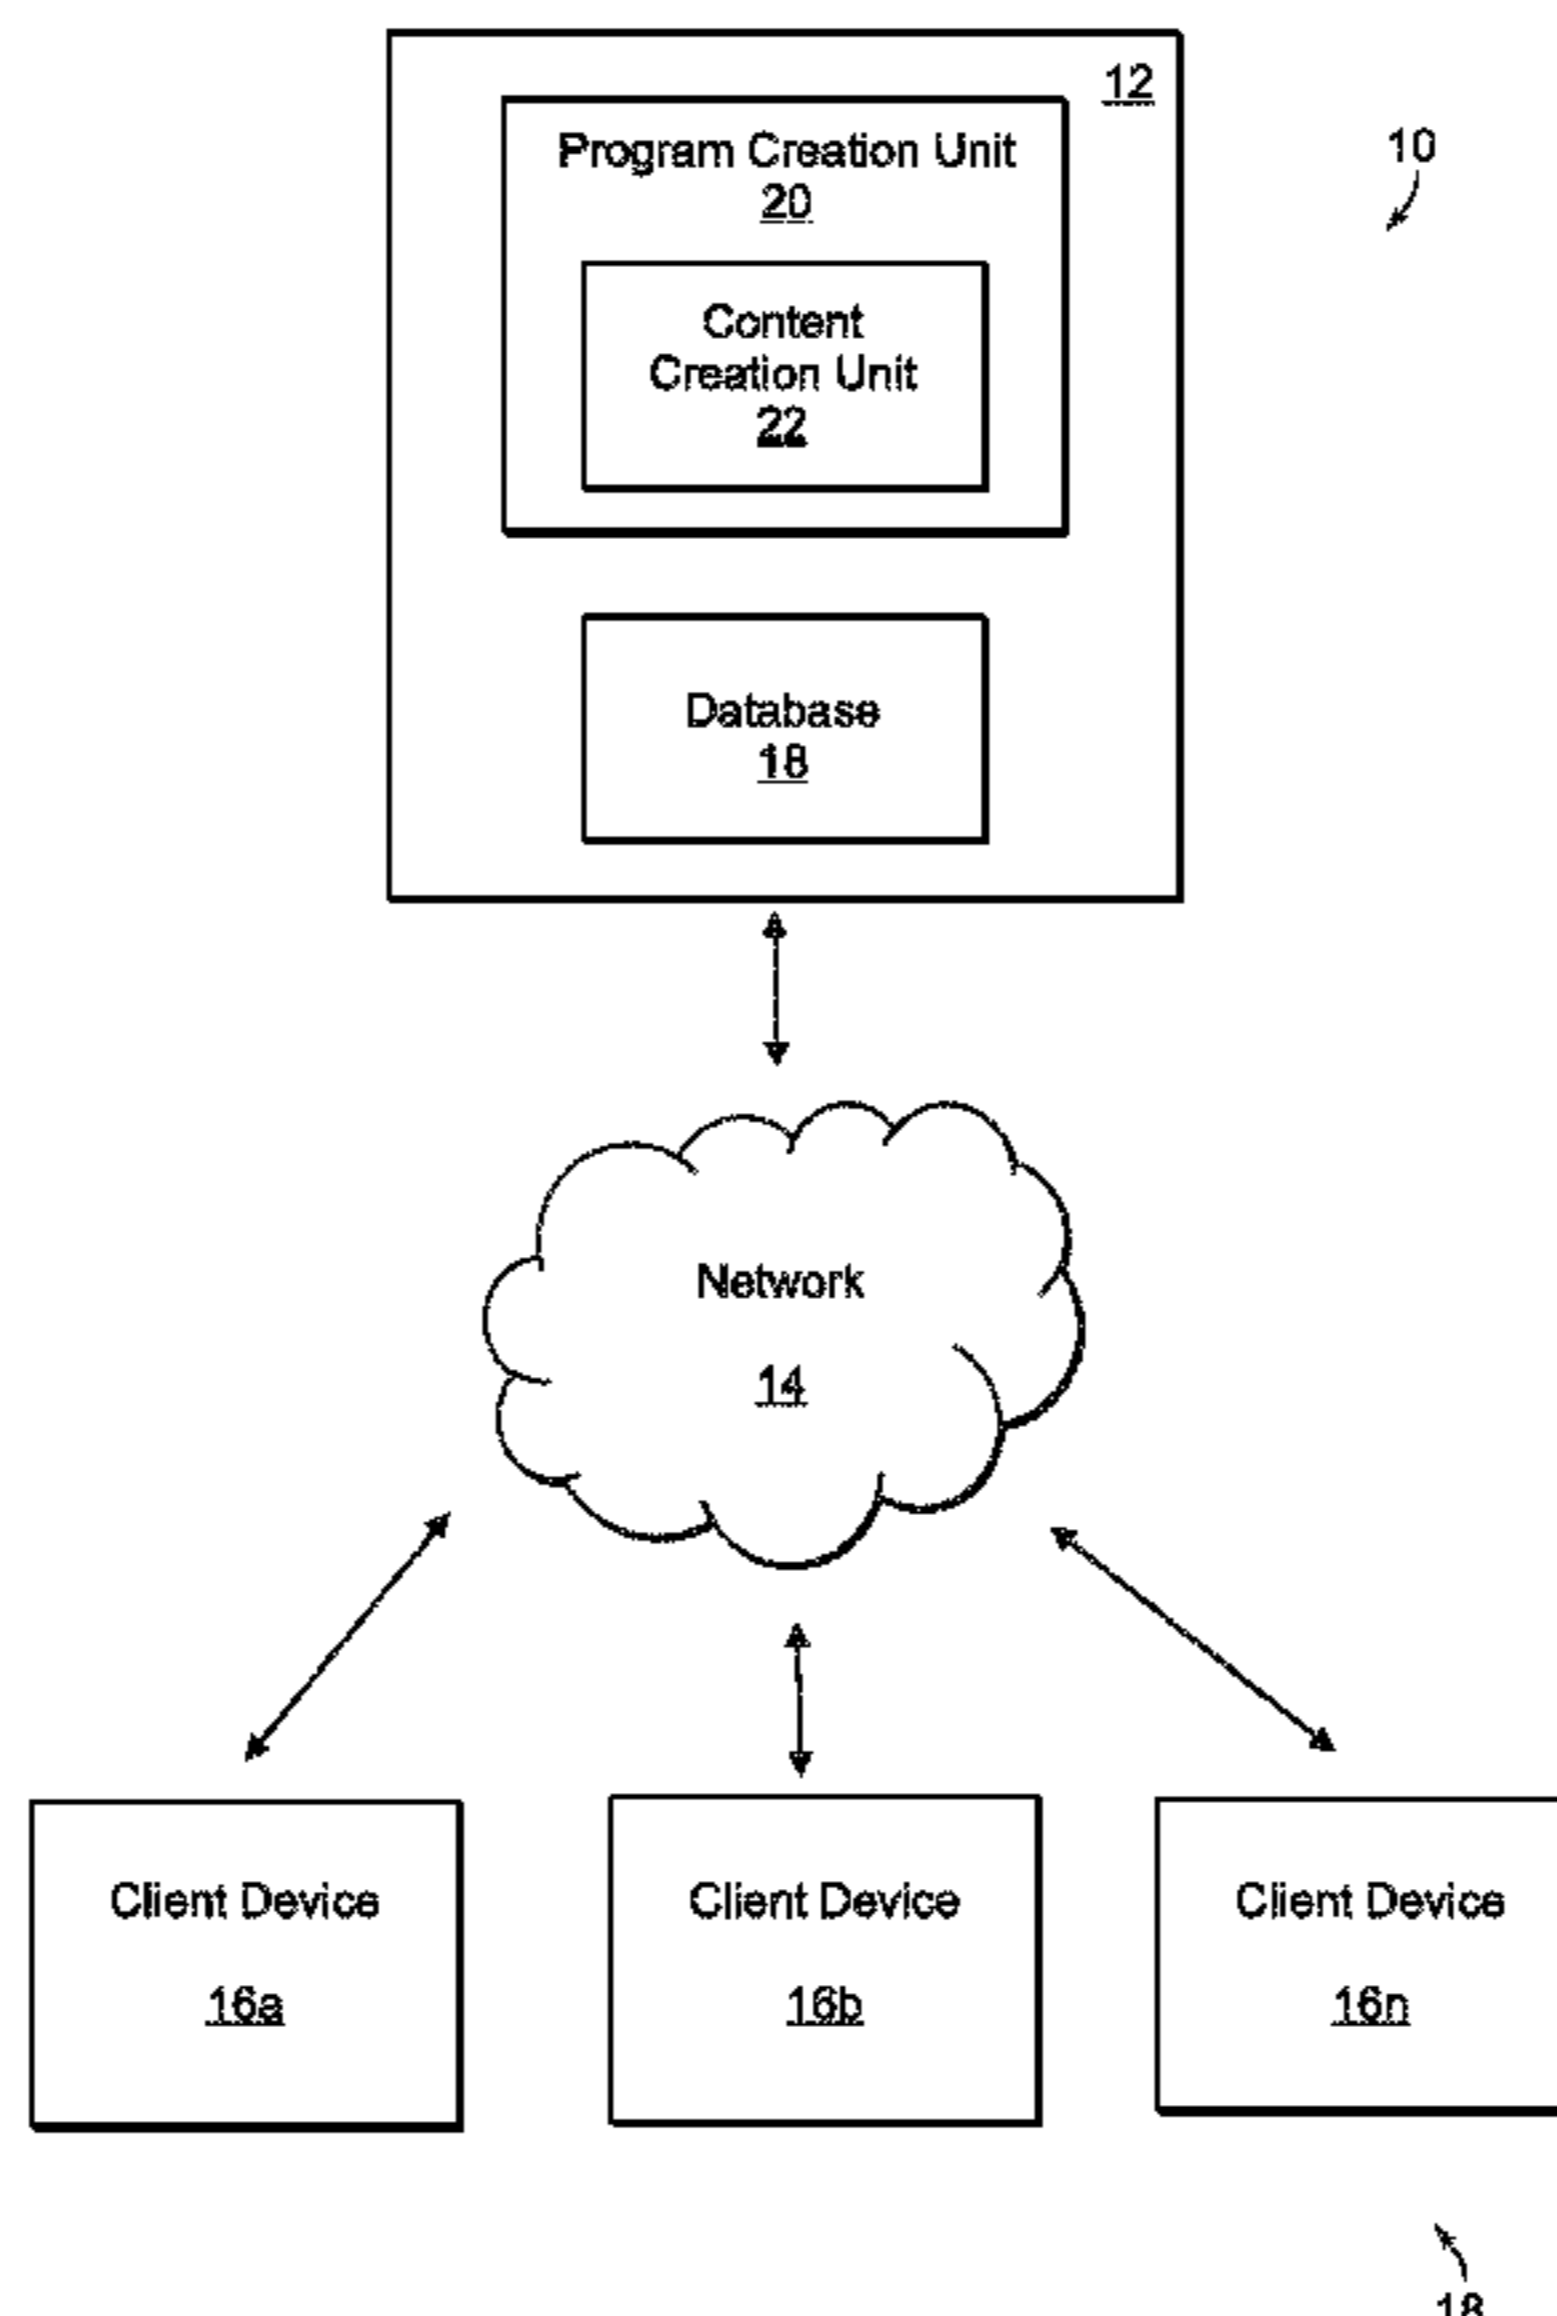 12
10
Program Creation Unit
20
Content
Creation Unit
22
Database
18
Network
14
Client Device
16a
Client Device
16b
Client Device
16n
18